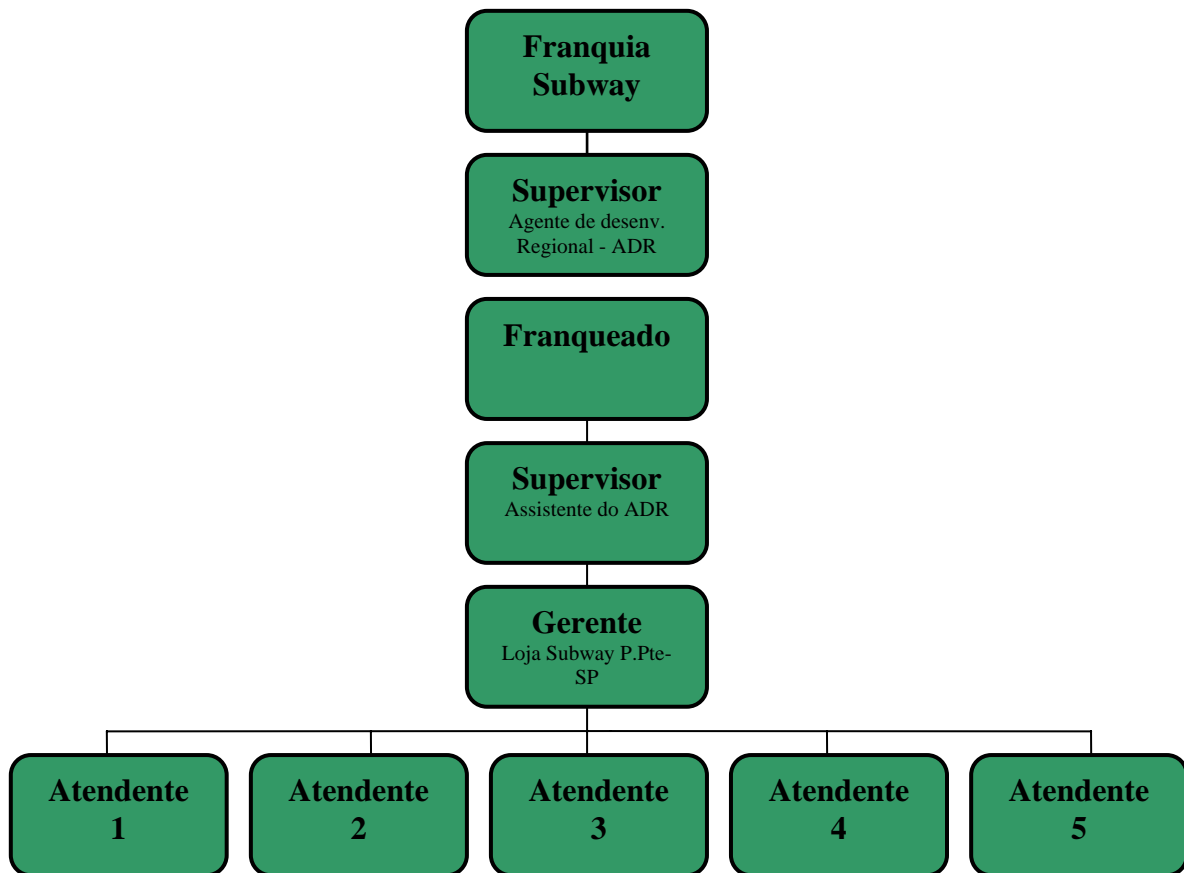 Franquia
Subway
Supervisor
Agente de desenv.
Regional - ADR
Franqueado
Supervisor
Assistente do ADR
Gerente
Loja Subway P.Pte-
SP
Atendente
1
Atendente
2
Atendente
3
Atendente
4
Atendente
5